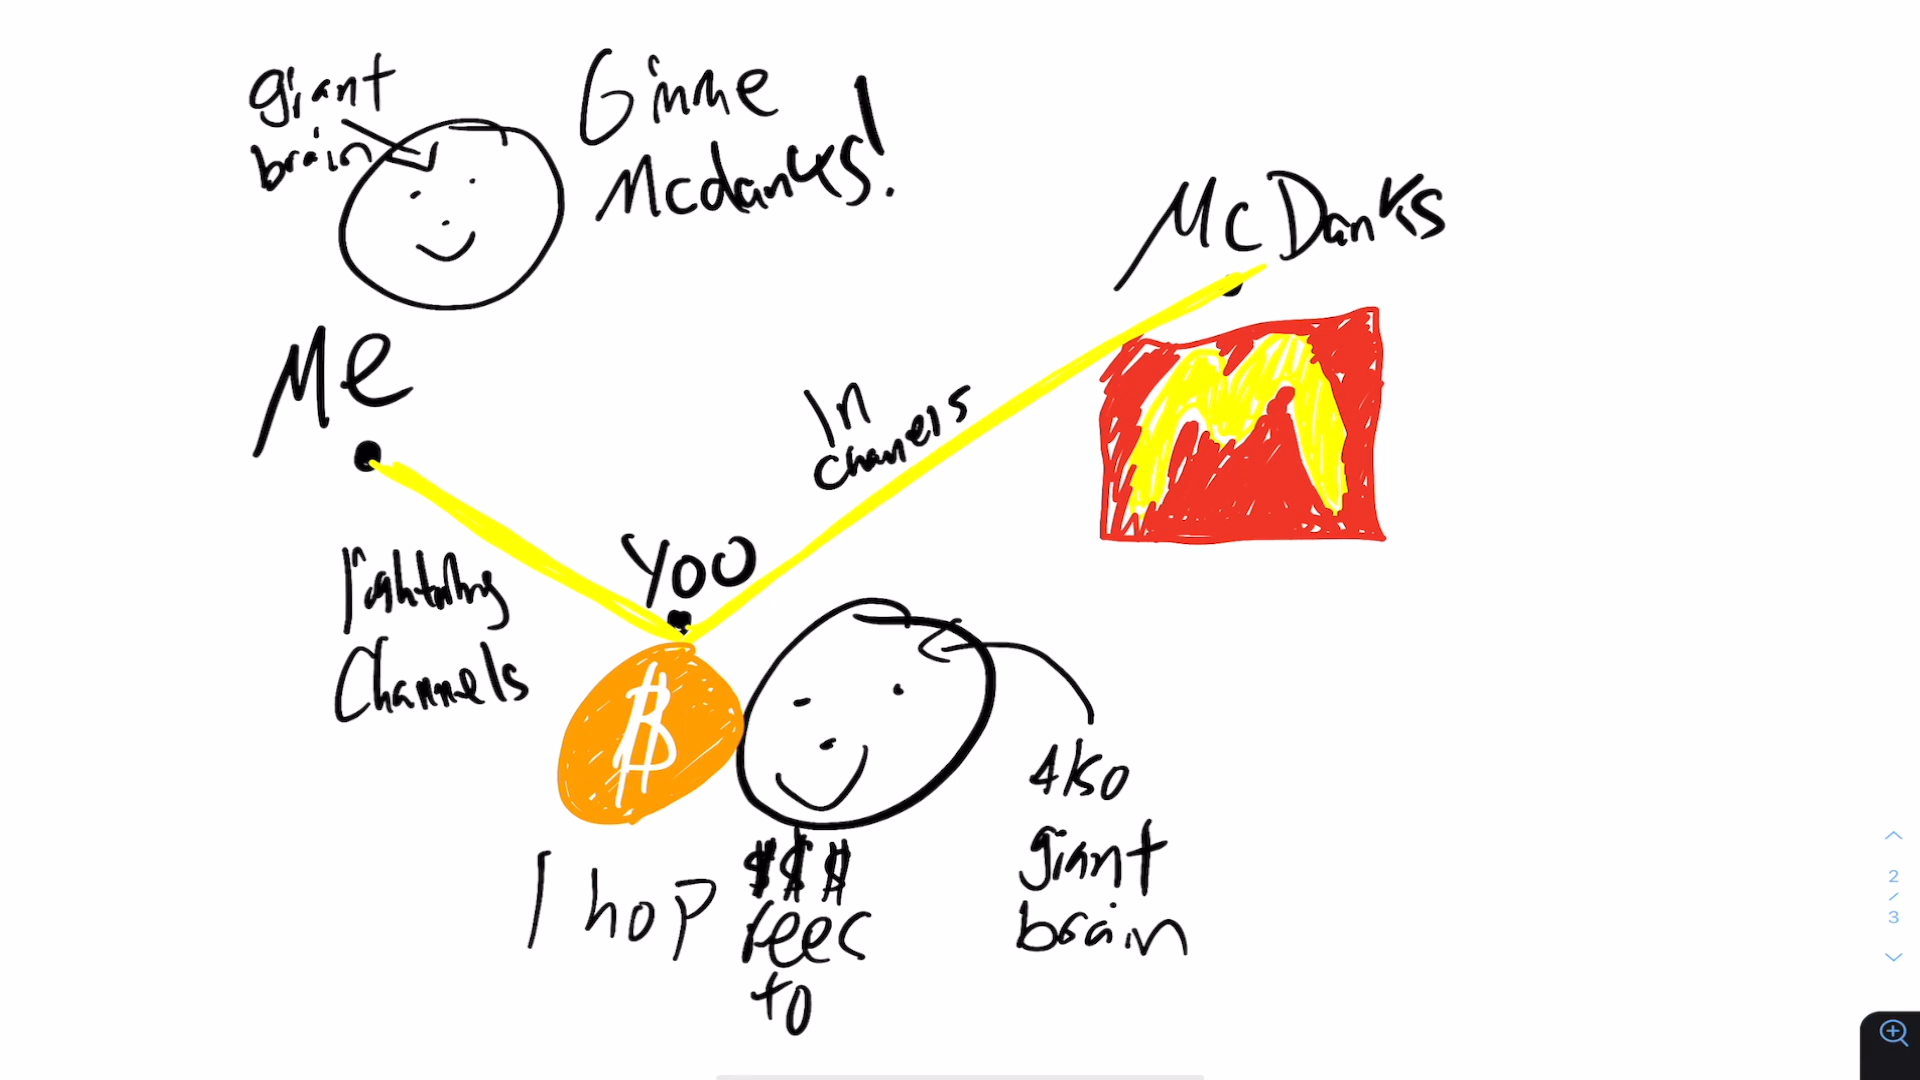 giant
brain
Gimme
Mcdanks!
McDanks
Me
In
chanels
YOU
lightning
Channels
₿
Also
giant
brain
1 hop
$$$
fees
to
2
/
3